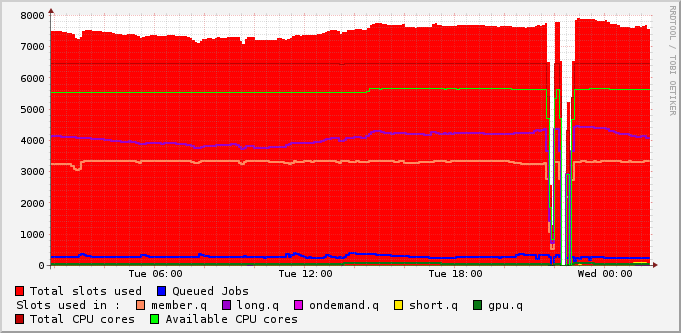 RRDTOOL / TOBI OETIKER
8000
7000
6000
5000
4000
3000
2000
1000
0
Tue 06:00 Tue 12:00 Tue 18:00 Wed 00:00
Total slots used Queued Jobs
Slots used in : member.q long.q ondemand.q short.q gpu.q
Total CPU cores Available CPU cores